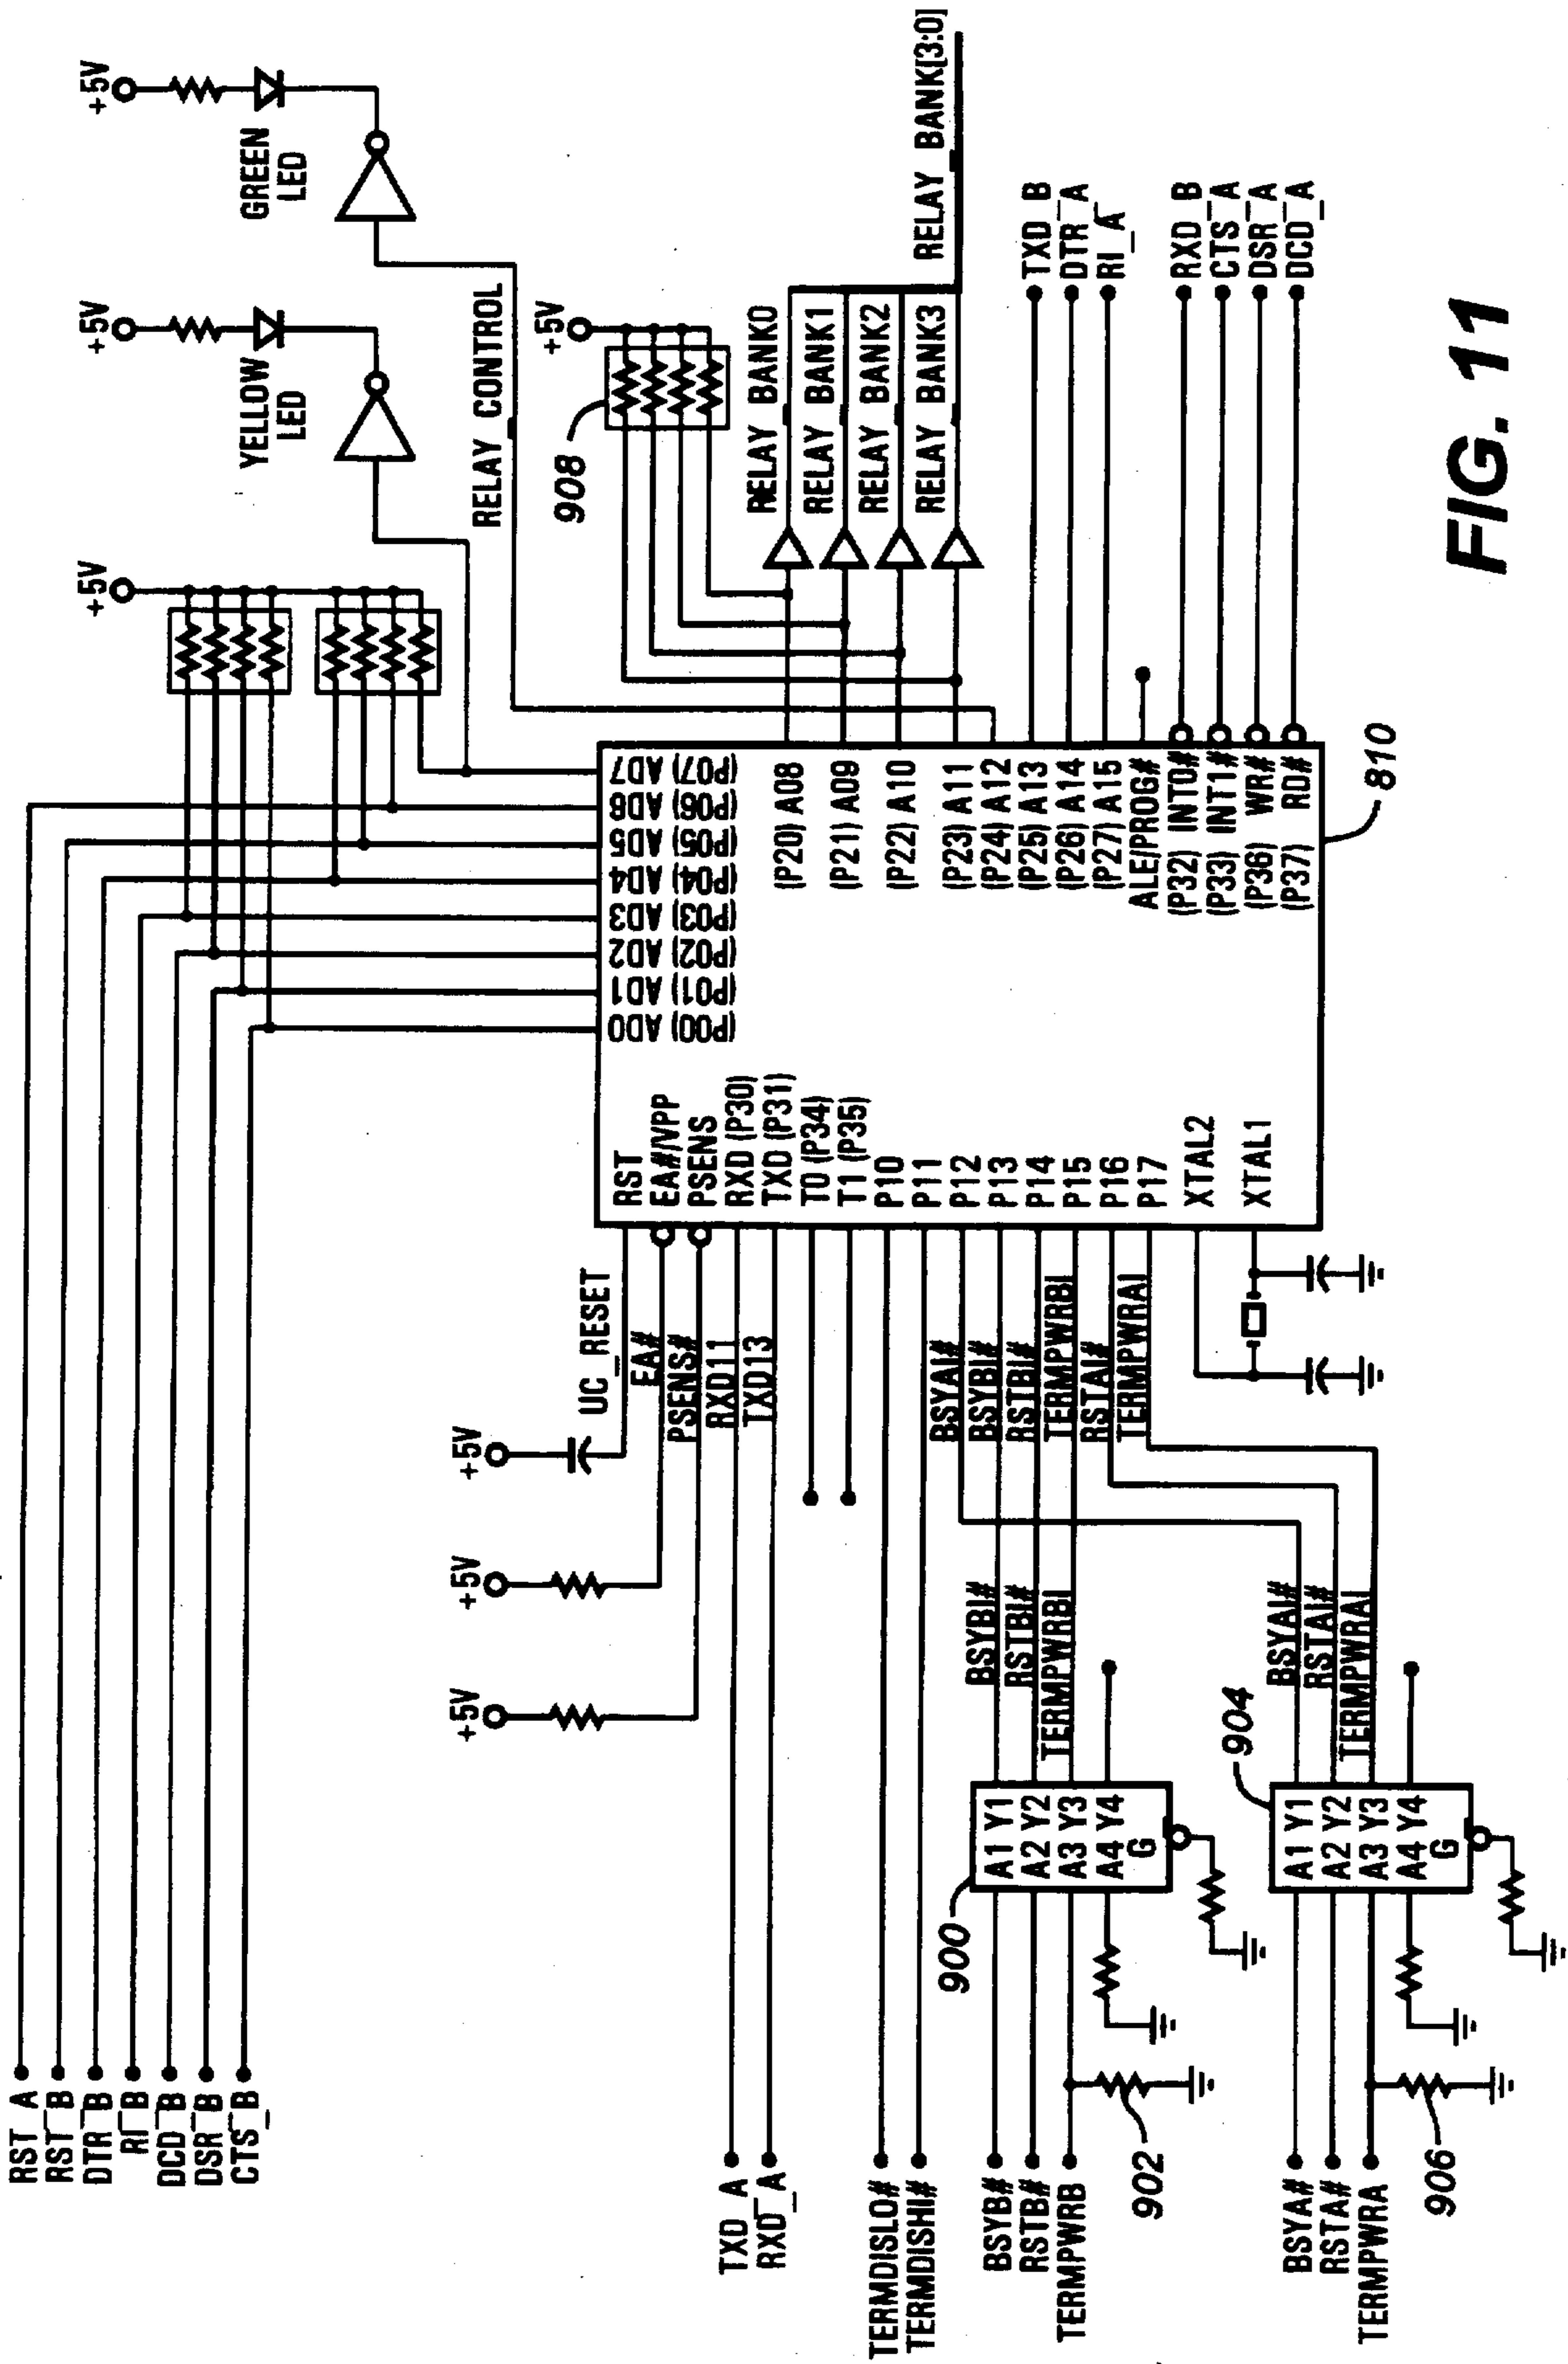 RST_A
RST_B
DTR_B
RI_B
DCD_B
DSR_B
CTS_B
+5V
+5V
YELLOW
LED
+5V
GREEN
LED
RELAY_CONTROL
+5V
908
+5V
+5V
+5V
UC_RESET
EA#
PSENS#
RXD11
TXD13
TXD_A
RXD_A
TERMDISLO#
TERMDISHI#
BSYAI#
BSYBI#
RSTBI#
TERMPWRBI
RSTAI#
TERMPWRAI
RST
EA#/VPP
PSENS
RXD (P30)
TXD (P31)
T0 (P34)
T1 (P35)
P10
P11
P12
P13
P14
P15
P16
P17
XTAL2
XTAL1
(P00) AD0
(P01) AD1
(P02) AD2
(P03) AD3
(P04) AD4
(P05) AD5
(P06) AD6
(P07) AD7
(P20) A08
(P21) A09
(P22) A10
(P23) A11
(P24) A12
(P25) A13
(P26) A14
(P27) A15
ALE/PROG#
(P32) INT0#
(P33) INT1#
(P36) WR#
(P37) RD#
810
RELAY_BANK0
RELAY_BANK1
RELAY_BANK2
RELAY_BANK3
RELAY_BANK[3:0]
TXD_B
DTR_A
RI_A
RXD_B
CTS_A
DSR_A
DCD_A
BSYB#
RSTB#
TERMPWRB
902
900
A1 Y1
A2 Y2
A3 Y3
A4 Y4
G
BSYBI#
RSTBI#
TERMPWRBI
BSYA#
RSTA#
TERMPWRA
906
904
A1 Y1
A2 Y2
A3 Y3
A4 Y4
G
BSYAI#
RSTAI#
TERMPWRAI
FIG. 11